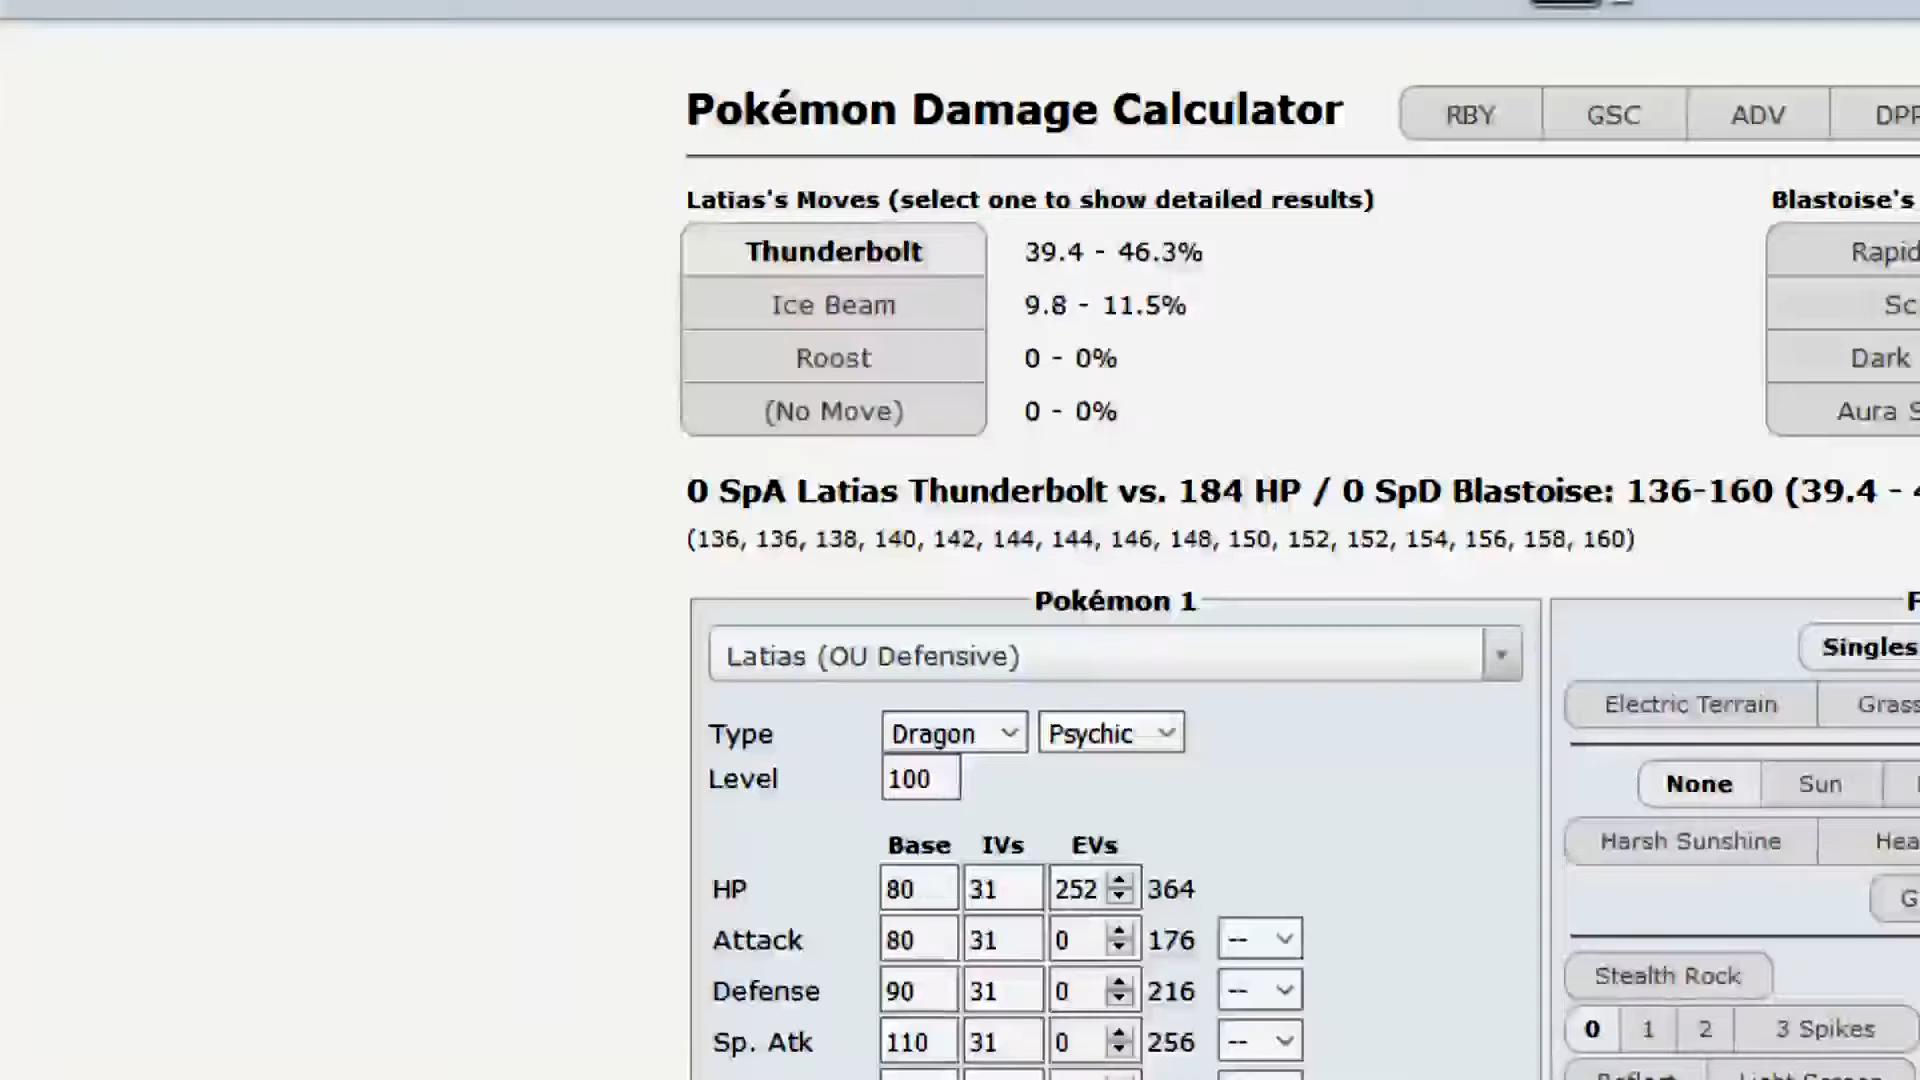 Pokémon Damage Calculator
RBY GSC ADV
Latias's Moves (select one to show detailed results)
Blastoise's
Thunderbolt 39.4 - 46.3%
Ice Beam 9.8 - 11.5%
Roost 0 - 0%
Dark
(No Move) 0 - 0%
Aura
0 SpA Latias Thunderbolt vs. 184 HP / 0 SpD Blastoise: 136-160 (39.4 -
(136, 136, 138, 140, 142, 144, 144, 146, 148, 150, 152, 152, 154, 156, 158, 160)
Pokémon 1
Latias (OU Defensive)
Singles
Electric Terrain
Type Dragon Psychic
Level 100
None Sun
Harsh Sunshine
Base IVs EVs
HP 80 31 252 364
Attack 80 31 0 176 --
Defense 90 31 0 216 --
Stealth Rock
Sp. Atk 110 31 0 256 --
0 1 2 3 Spikes